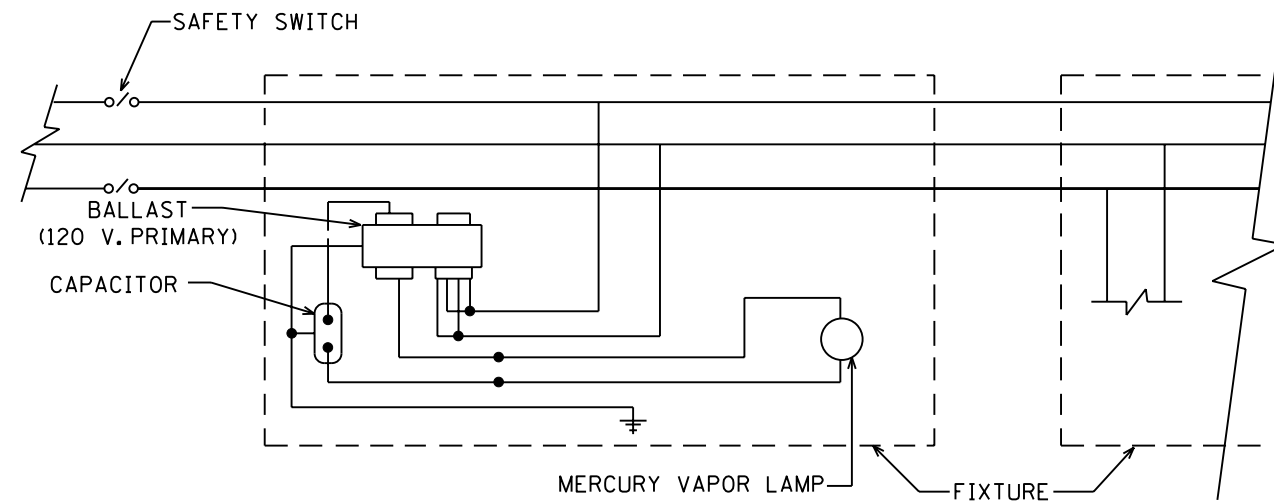 SAFETY SWITCH
BALLAST
(120 V. PRIMARY)
CAPACITOR
MERCURY VAPOR LAMP
FIXTURE